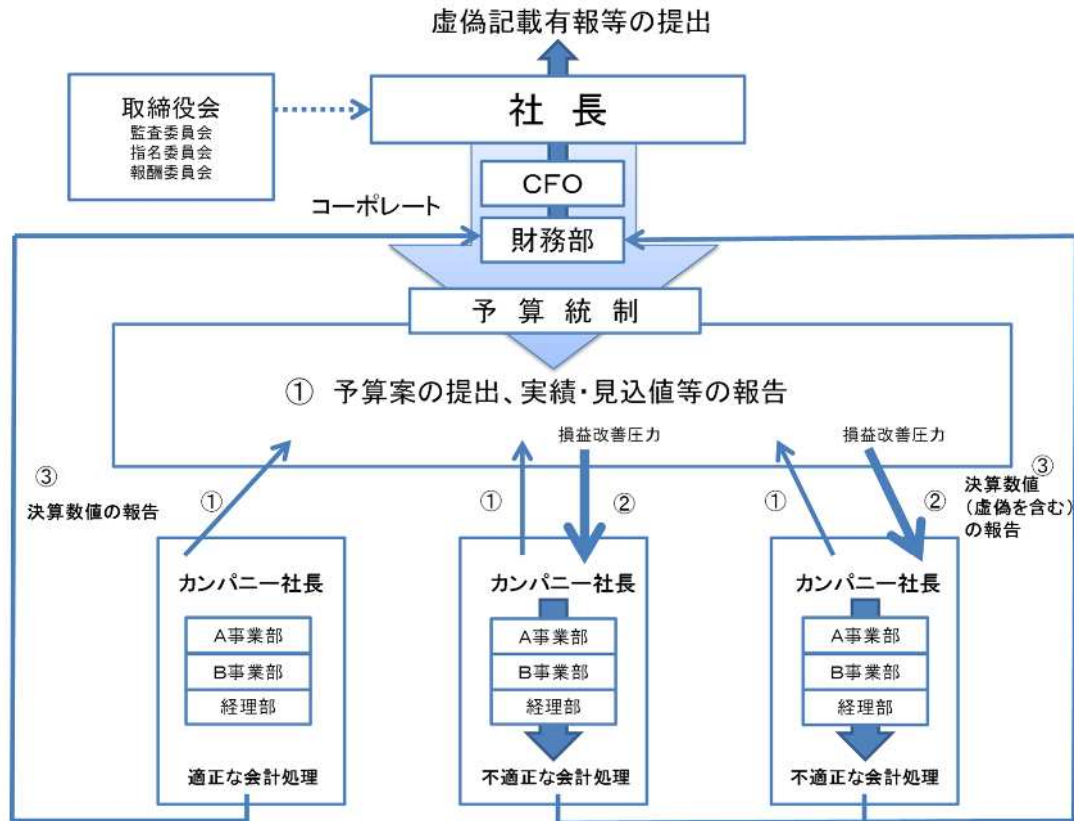 虚偽記載有報等の提出
取締役会
監査委員会
指名委員会
報酬委員会
社 長
CFO
コーポレート
財務部
予 算 統 制
① 予算案の提出、実績・見込値等の報告
損益改善圧力
損益改善圧力
③
決算数値の報告
①
①
②
①
②
③
決算数値
(虚偽を含む)
の報告
カンパニー社長
A事業部
B事業部
経理部
適正な会計処理
カンパニー社長
A事業部
B事業部
経理部
不適正な会計処理
カンパニー社長
A事業部
B事業部
経理部
不適正な会計処理